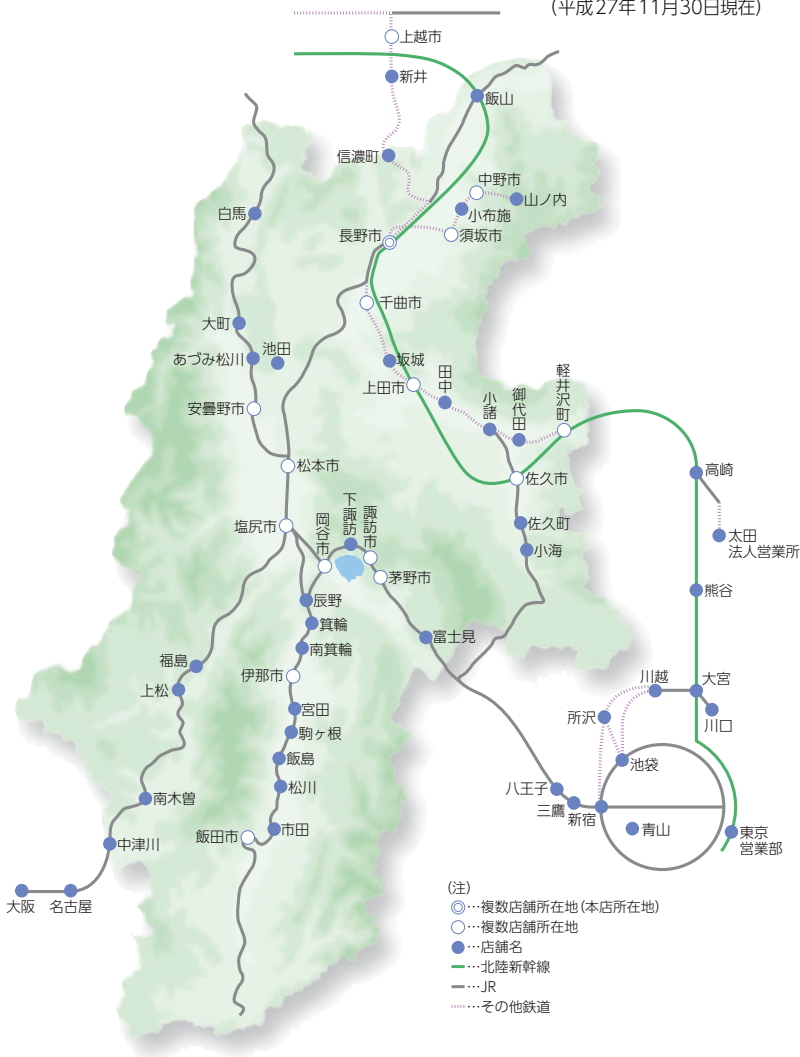 (平成27年11月30日現在)
上越市
新井
飯山
信濃町
中野市
山ノ内
小布施
白馬
長野市
須坂市
千曲市
大町
池田
あづみ松川
坂城
田中
上田市
小諸
御代田
軽井沢町
安曇野市
松本市
佐久市
高崎
塩尻市
岡谷市
下諏訪
諏訪市
佐久町
太田
法人営業所
小海
茅野市
熊谷
辰野
箕輪
富士見
南箕輪
福島
伊那市
上松
川越
大宮
宮田
所沢
川口
駒ヶ根
飯島
池袋
松川
八王子
南木曽
三鷹
新宿
市田
飯田市
青山
東京
営業部
中津川
大阪
名古屋
(注)
◎…複数店舗所在地(本店所在地)
○…複数店舗所在地
●…店舗名
…北陸新幹線
…JR
…その他鉄道